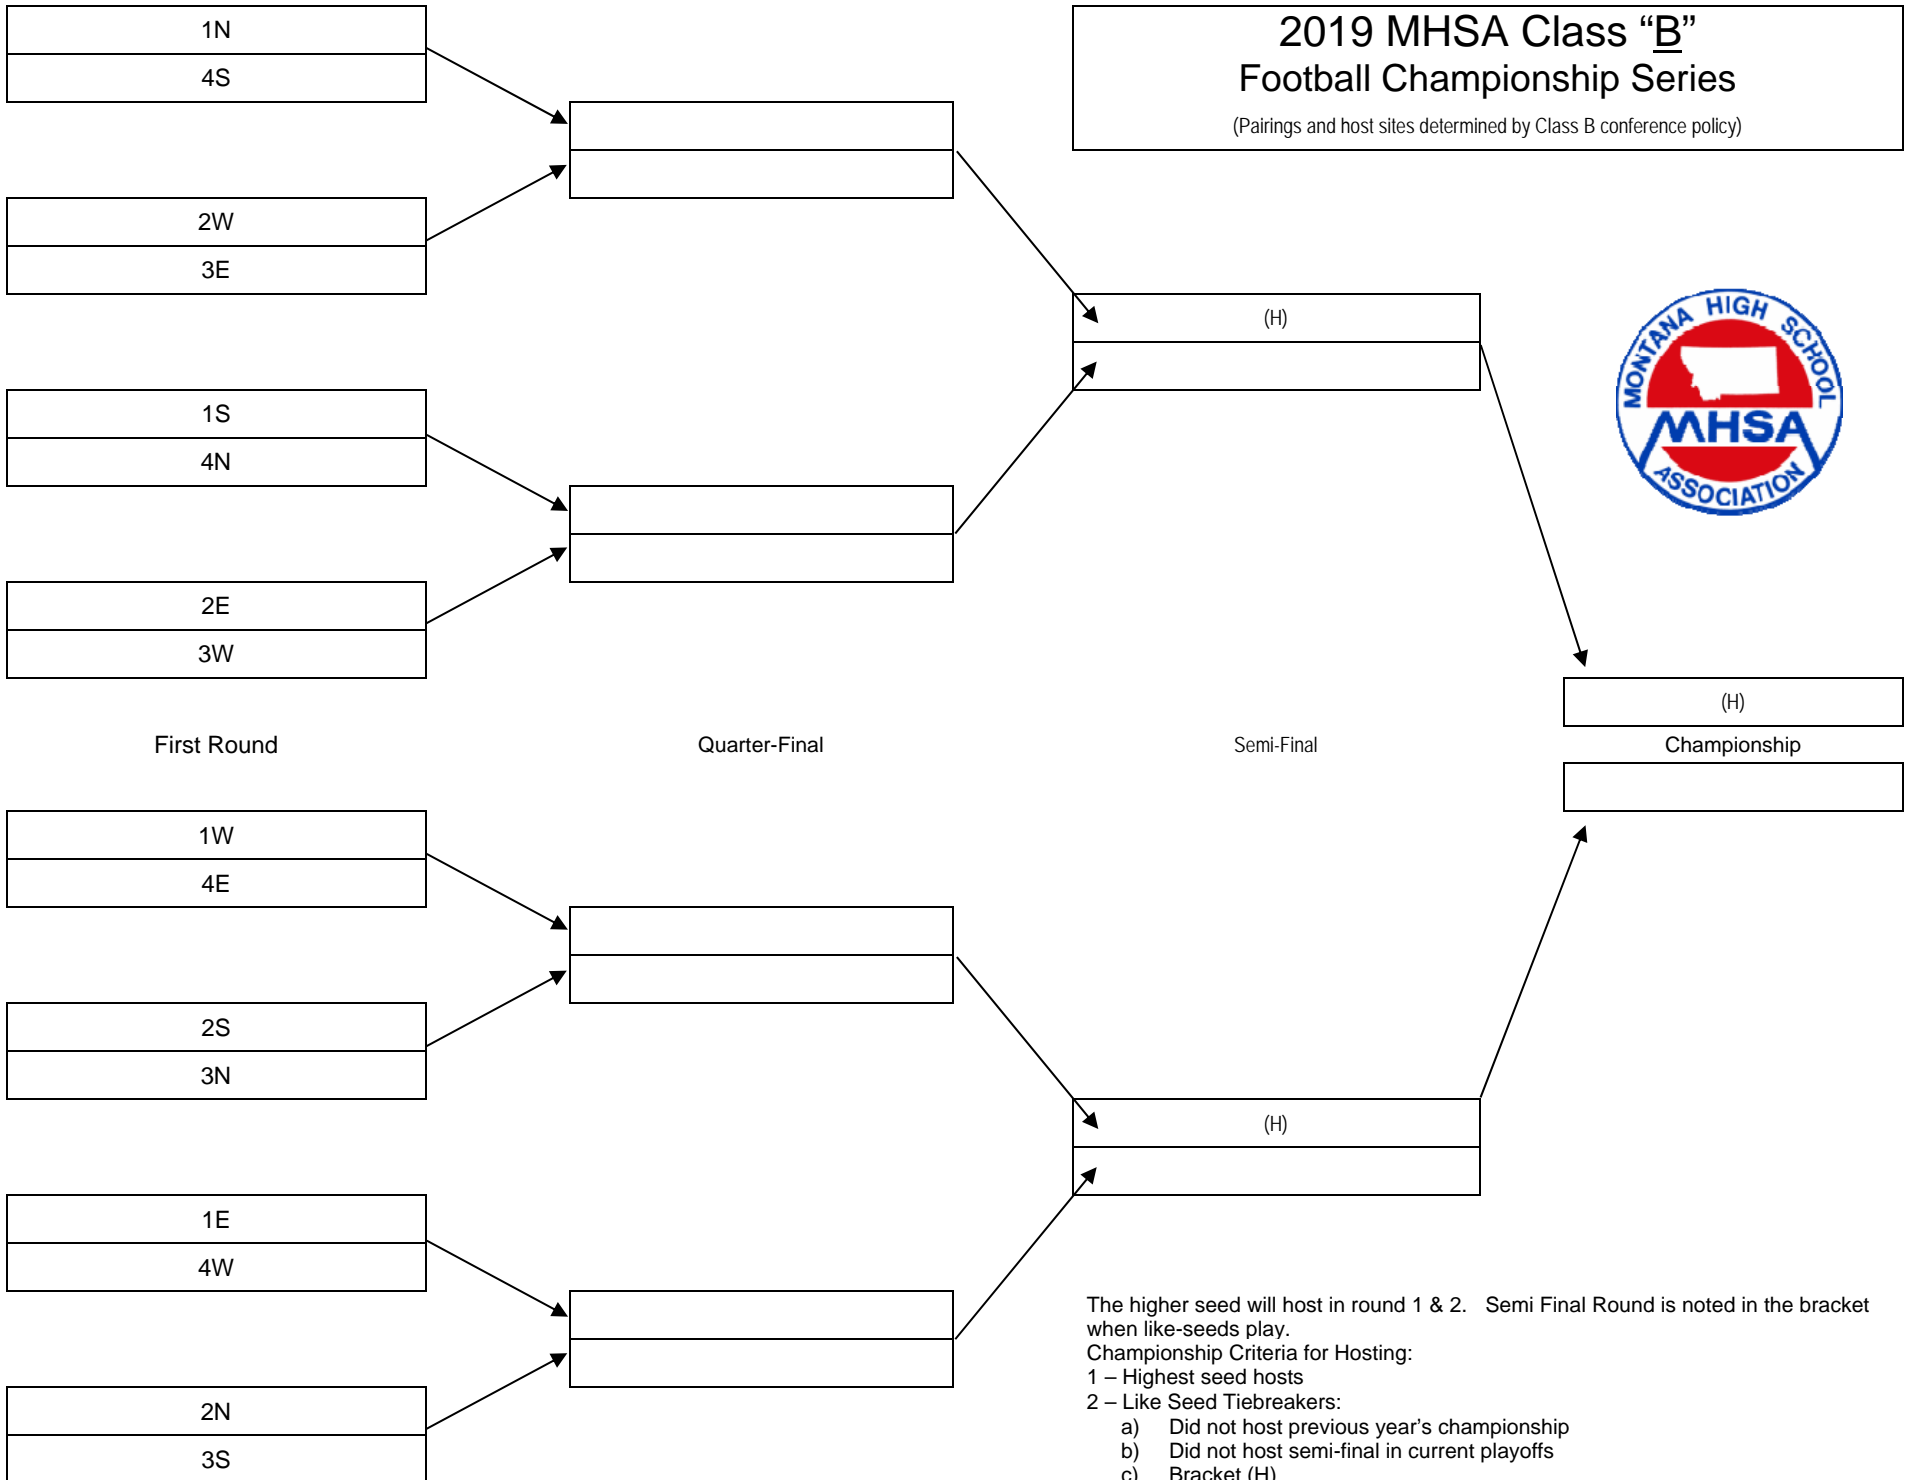 2019 MHSA Class “B”
Football Championship Series
(Pairings and host sites determined by Class B conference policy)
1N
4S
2W
3E
(H)
MONTANA HIGH SCHOOL
MHSA
ASSOCIATION
1S
4N
2E
3W
(H)
First Round
Quarter-Final
Semi-Final
Championship
1W
4E
2S
3N
(H)
1E
4W
2N
3S
The higher seed will host in round 1 & 2. Semi Final Round is noted in the bracket
when like-seeds play.
Championship Criteria for Hosting:
1 – Highest seed hosts
2 – Like Seed Tiebreakers:
a) Did not host previous year’s championship
b) Did not host semi-final in current playoffs
c) Bracket (H)